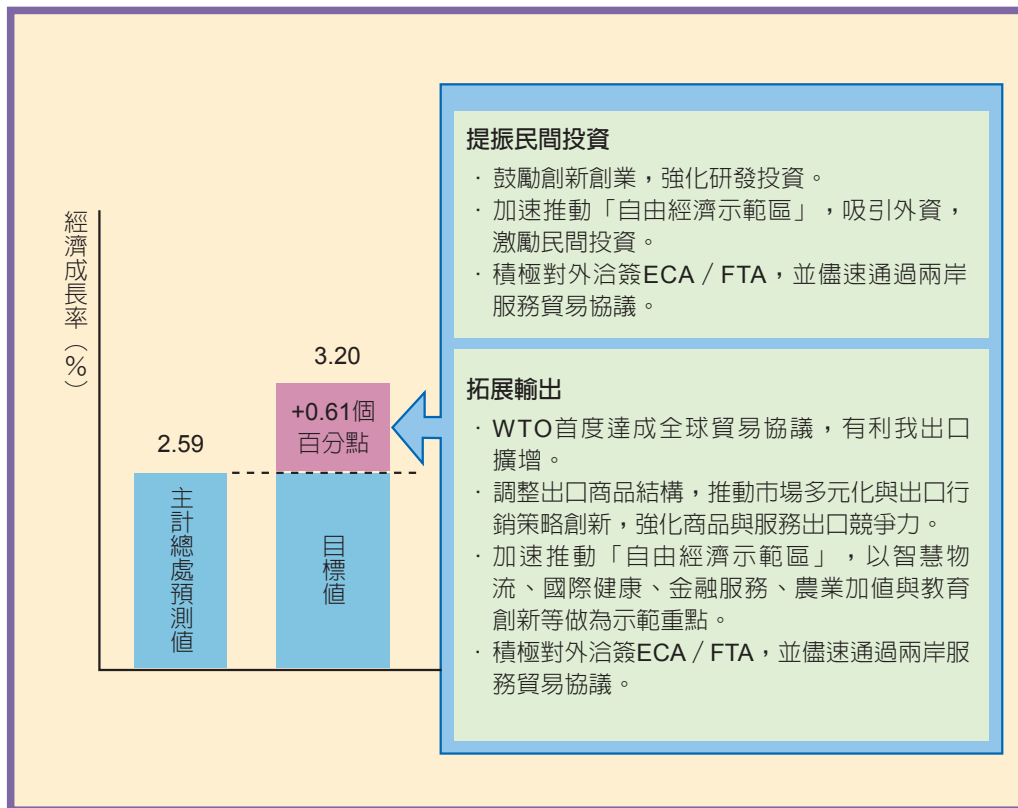 經濟成長率（%）
2.59
主計總處預測值
3.20
+0.61個
百分點
目標值
提振民間投資
· 鼓勵創新創業，強化研發投資。
· 加速推動「自由經濟示範區」，吸引外資，
激勵民間投資。
· 積極對外洽簽ECA／FTA，並儘速通過兩岸
服務貿易協議。
拓展輸出
· WTO首度達成全球貿易協議，有利我出口
擴增。
· 調整出口商品結構，推動市場多元化與出口行
銷策略創新，強化商品與服務出口競爭力。
· 加速推動「自由經濟示範區」，以智慧物
流、國際健康、金融服務、農業加值與教育
創新等做為示範重點。
· 積極對外洽簽ECA／FTA，並儘速通過兩岸服
務貿易協議。